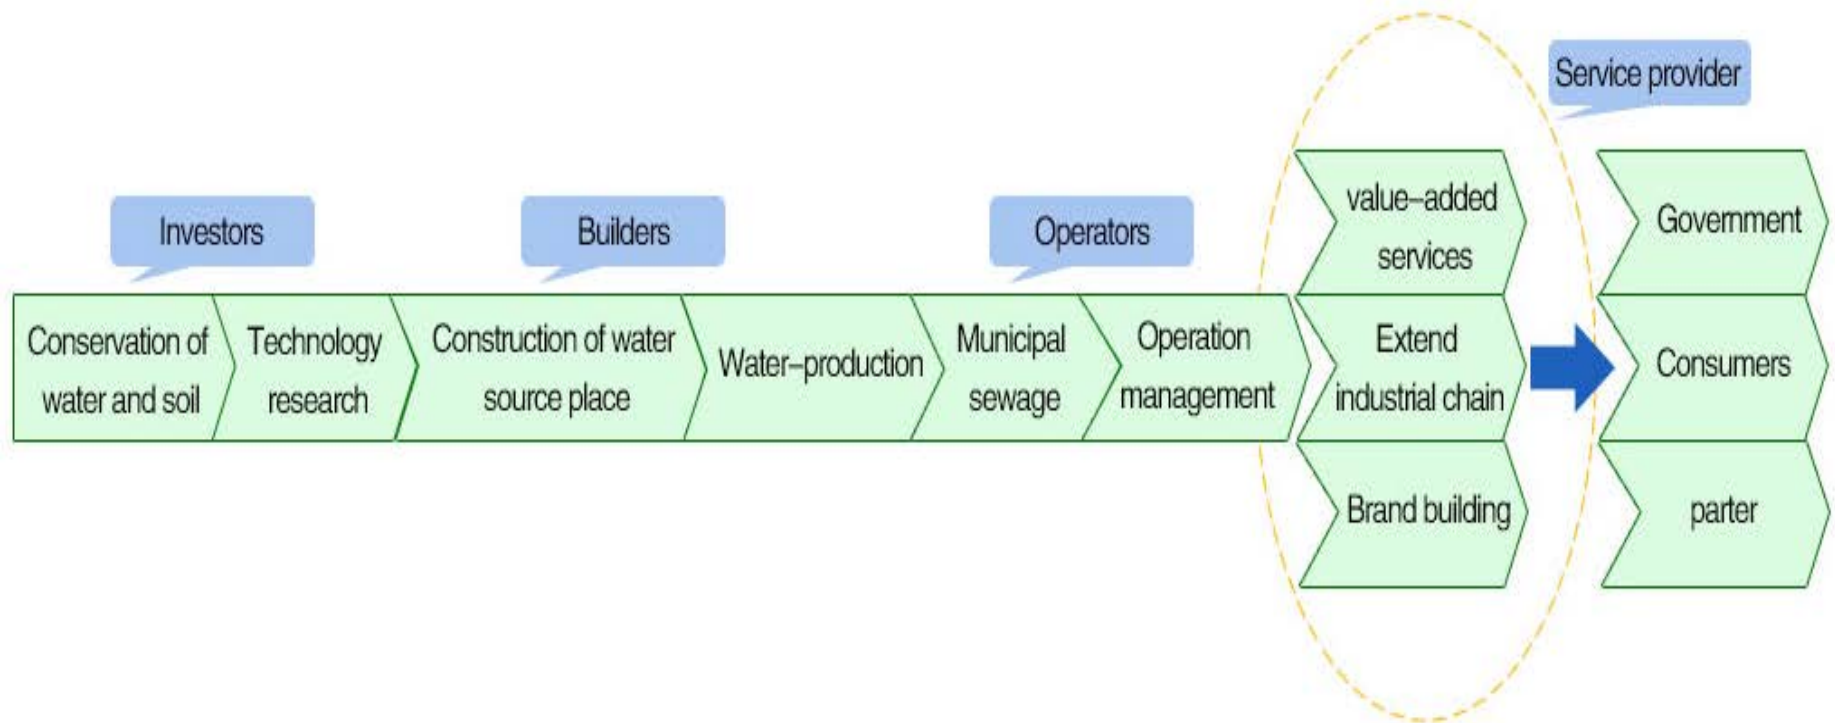 Service provider
Investors
Builders
Operators
Conservation of
water and soil
Technology
research
Construction of water
source place
Water–production
Municipal
sewage
Operation
management
value–added
services
Extend
industrial chain
Brand building
Government
Consumers
parter